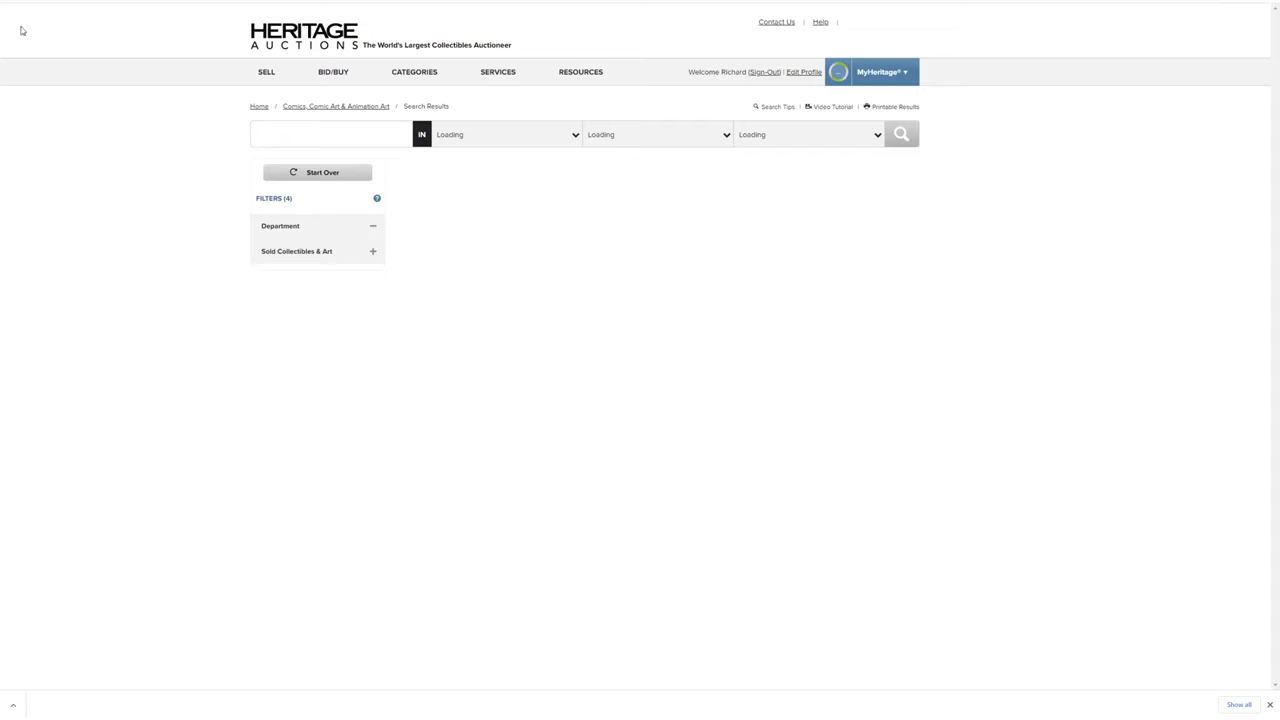 Contact Us | Help |
HERITAGE
AUCTIONS The World's Largest Collectibles Auctioneer
SELL BID/BUY CATEGORIES SERVICES RESOURCES Welcome Richard (Sign-Out) | Edit Profile MyHeritage® ▾
Home / Comics, Comic Art & Animation Art / Search Results Search Tips | Video Tutorial | Printable Results
IN Loading Loading Loading
Start Over
FILTERS (4) ?
Department −
Sold Collectibles & Art +
Show all